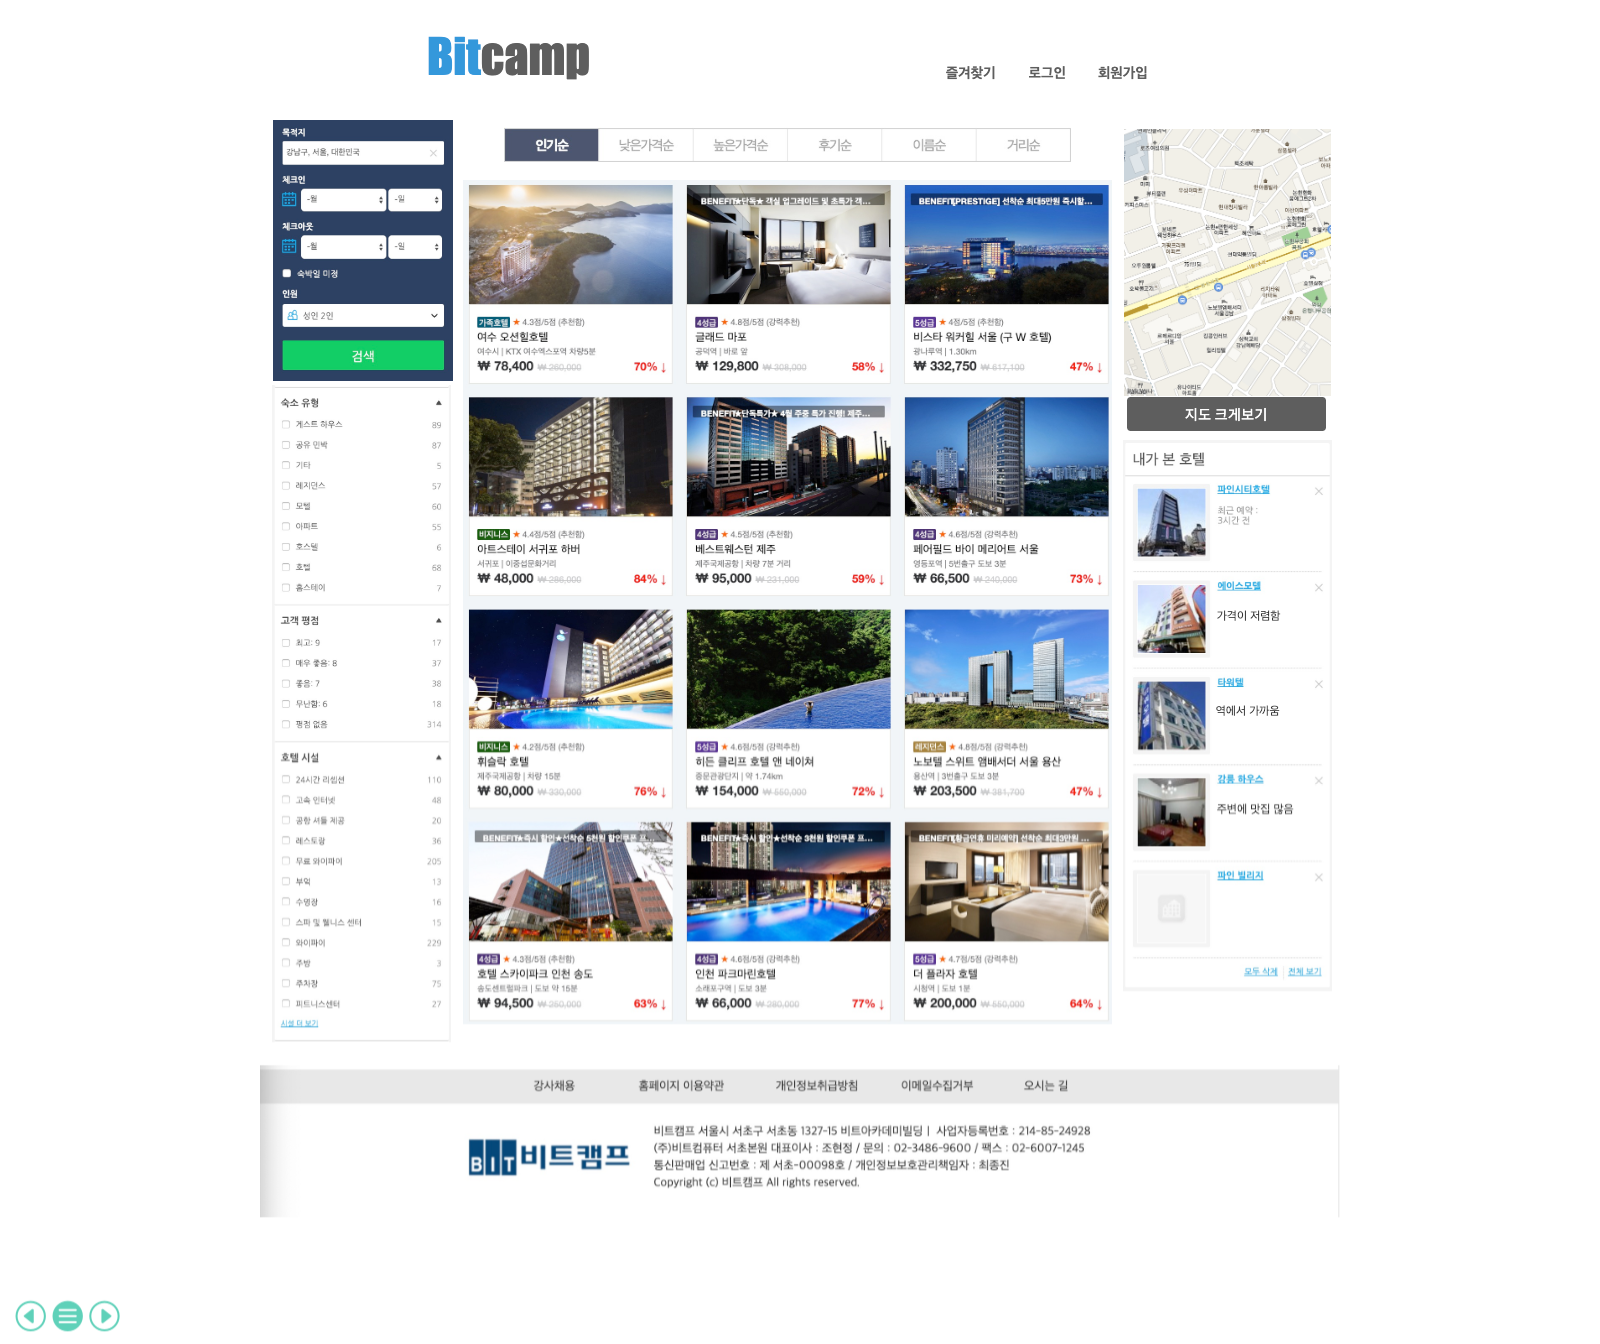 Bitcamp
즐겨찾기 로그인 회원가입
목적지
강남구, 서울, 대한민국
체크인
-월 -일
체크아웃
-월 -일
숙박일 미정
인원
성인 2인
검색
숙소 유형
게스트 하우스 89
공유 민박 87
기타 5
레지던스 57
모텔 60
아파트 55
호스텔 6
호텔 68
홈스테이 7
고객 평점
최고: 9 17
매우 좋음: 8 37
좋음: 7 38
무난함: 6 18
평점 없음 314
호텔 시설
24시간 리셉션 110
고속 인터넷 48
공항 셔틀 제공 20
레스토랑 36
무료 와이파이 205
부엌 13
수영장 16
스파 및 웰니스 센터 15
와이파이 229
주방 3
주차장 75
피트니스센터 27
시설 더 보기
인기순 낮은가격순 높은가격순 후기순 이름순 거리순
가족호텔 ★ 4.3점/5점 (추천함)
여수 오션힐호텔
여수시 | KTX 여수엑스포역 차량5분
₩ 78,400 ₩ 260,000 70% ↓
BENEFIT ★단독★ 객실 업그레이드 및 초특가 객...
4성급 ★ 4.8점/5점 (강력추천)
글래드 마포
공덕역 | 바로 앞
₩ 129,800 ₩ 308,000 58% ↓
BENEFIT [PRESTIGE] 선착순 최대5만원 즉시할...
5성급 ★ 4점/5점 (추천함)
비스타 워커힐 서울 (구 W 호텔)
광나루역 | 1.30km
₩ 332,750 ₩ 617,100 47% ↓
비지니스 ★ 4.4점/5점 (추천함)
아트스테이 서귀포 하버
서귀포 | 이중섭문화거리
₩ 48,000 ₩ 286,000 84% ↓
BENEFIT ★단독특가★ 4월 주중 특가 진행! 제주...
4성급 ★ 4.5점/5점 (추천함)
베스트웨스턴 제주
제주국제공항 | 차량 7분 거리
₩ 95,000 ₩ 231,000 59% ↓
4성급 ★ 4.6점/5점 (강력추천)
페어필드 바이 메리어트 서울
영등포역 | 5번출구 도보 3분
₩ 66,500 ₩ 240,000 73% ↓
비지니스 ★ 4.2점/5점 (추천함)
휘슬락 호텔
제주국제공항 | 차량 15분
₩ 80,000 ₩ 330,000 76% ↓
5성급 ★ 4.6점/5점 (강력추천)
히든 클리프 호텔 앤 네이쳐
중문관광단지 | 약 1.74km
₩ 154,000 ₩ 550,000 72% ↓
레지던스 ★ 4.8점/5점 (강력추천)
노보텔 스위트 앰배서더 서울 용산
용산역 | 3번출구 도보 3분
₩ 203,500 ₩ 381,700 47% ↓
BENEFIT ★즉시 할인★선착순 5천원 할인쿠폰 프...
4성급 ★ 4.3점/5점 (추천함)
호텔 스카이파크 인천 송도
송도센트럴파크 | 도보 약 15분
₩ 94,500 ₩ 260,000 63% ↓
BENEFIT ★즉시 할인★선착순 3천원 할인쿠폰 프...
4성급 ★ 4.6점/5점 (강력추천)
인천 파크마린호텔
소래포구역 | 도보 3분
₩ 66,000 ₩ 280,000 77% ↓
BENEFIT [황금연휴 미리예약] 선착순 최대3만원 ...
5성급 ★ 4.7점/5점 (강력추천)
더 플라자 호텔
시청역 | 도보 1분
₩ 200,000 ₩ 550,000 64% ↓
지도 크게보기
내가 본 호텔
파인시티호텔
최근 예약 :
3시간 전
에이스모텔
가격이 저렴함
타워텔
역에서 가까움
강롬 하우스
주변에 맛집 많음
파인 빌리지
모두 삭제 | 전체 보기
강사채용 홈페이지 이용약관 개인정보취급방침 이메일수집거부 오시는 길
BIT 비트캠프
비트캠프 서울시 서초구 서초동 1327-15 비트아카데미빌딩 | 사업자등록번호 : 214-85-24928
(주)비트컴퓨터 서초본원 대표이사 : 조현정 / 문의 : 02-3486-9600 / 팩스 : 02-6007-1245
통신판매입 신고번호 : 제 서초-00098호 / 개인정보보호관리책임자 : 최종진
Copyright (c) 비트캠프 All rights reserved.